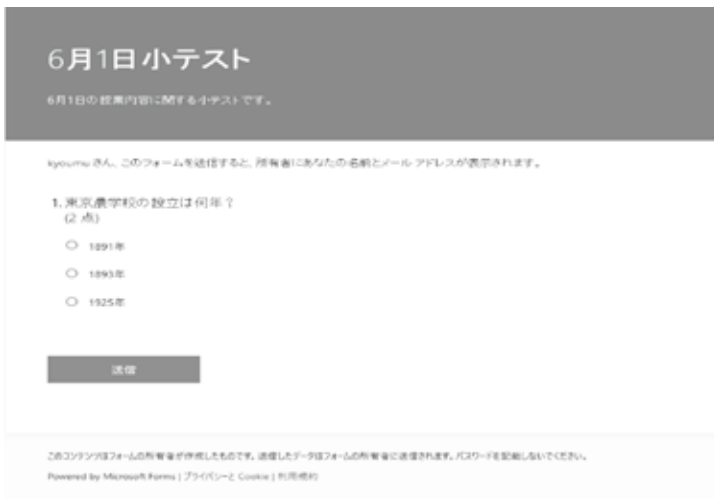 6月1日小テスト
6月1日の授業内容に関する小テストです。
kyoumu さん、このフォームを送信すると、所有者にあなたの名前とメール アドレスが表示されます。
1. 東京農学校の設立は何年？
(2 点)
1891年
1893年
1925年
送信
このコンテンツはフォームの所有者が作成したものです。送信したデータはフォームの所有者に送信されます。パスワードを記載しないでください。
Powered by Microsoft Forms | プライバシーと Cookie | 利用規約